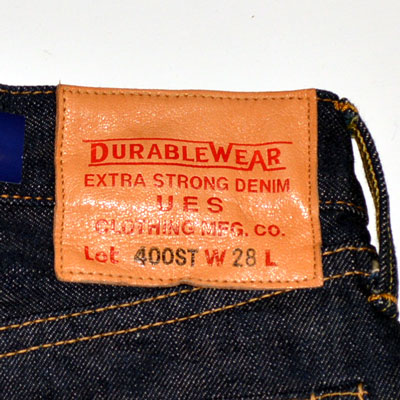 DURABLEWEAR
EXTRA STRONG DENIM
UES
CLOTHING MFG. CO.
Lot 400ST W 28 L